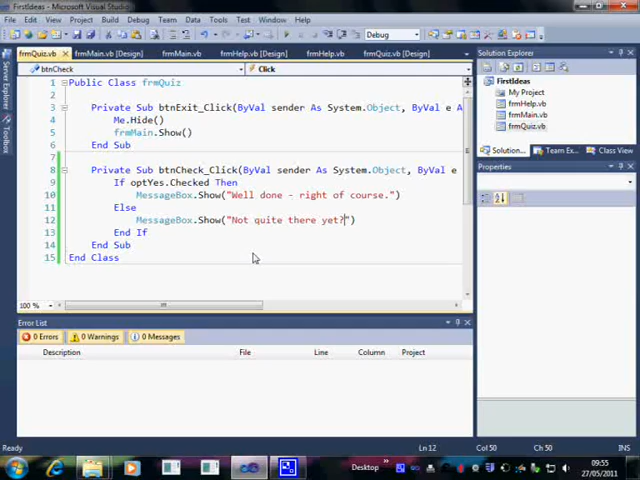 FirstIdeas - Microsoft Visual Studio
File Edit View Project Build Debug Team Data Tools Test Window Help
Debug
frmQuiz.vb frmMain.vb [Design] frmMain.vb frmHelp.vb [Design] frmHelp.vb frmQuiz.vb [Design]
btnCheck Click
1 Public Class frmQuiz
2
3 Private Sub btnExit_Click(ByVal sender As System.Object, ByVal e A
4 Me.Hide()
5 frmMain.Show()
6 End Sub
7
8 Private Sub btnCheck_Click(ByVal sender As System.Object, ByVal e
9 If optYes.Checked Then
10 MessageBox.Show("Well done - right of course.")
11 Else
12 MessageBox.Show("Not quite there yet?")
13 End If
14 End Sub
15 End Class
100 %
Server Explorer
Toolbox
Solution Explorer
FirstIdeas
My Project
frmHelp.vb
frmMain.vb
frmQuiz.vb
Solution... Team Ex...
Properties
Error List
0 Errors 0 Warnings 0 Messages
Description File Line Column Project
Ready Ln 12 Col 50 Ch 50
Desktop
09:55
27/05/2011